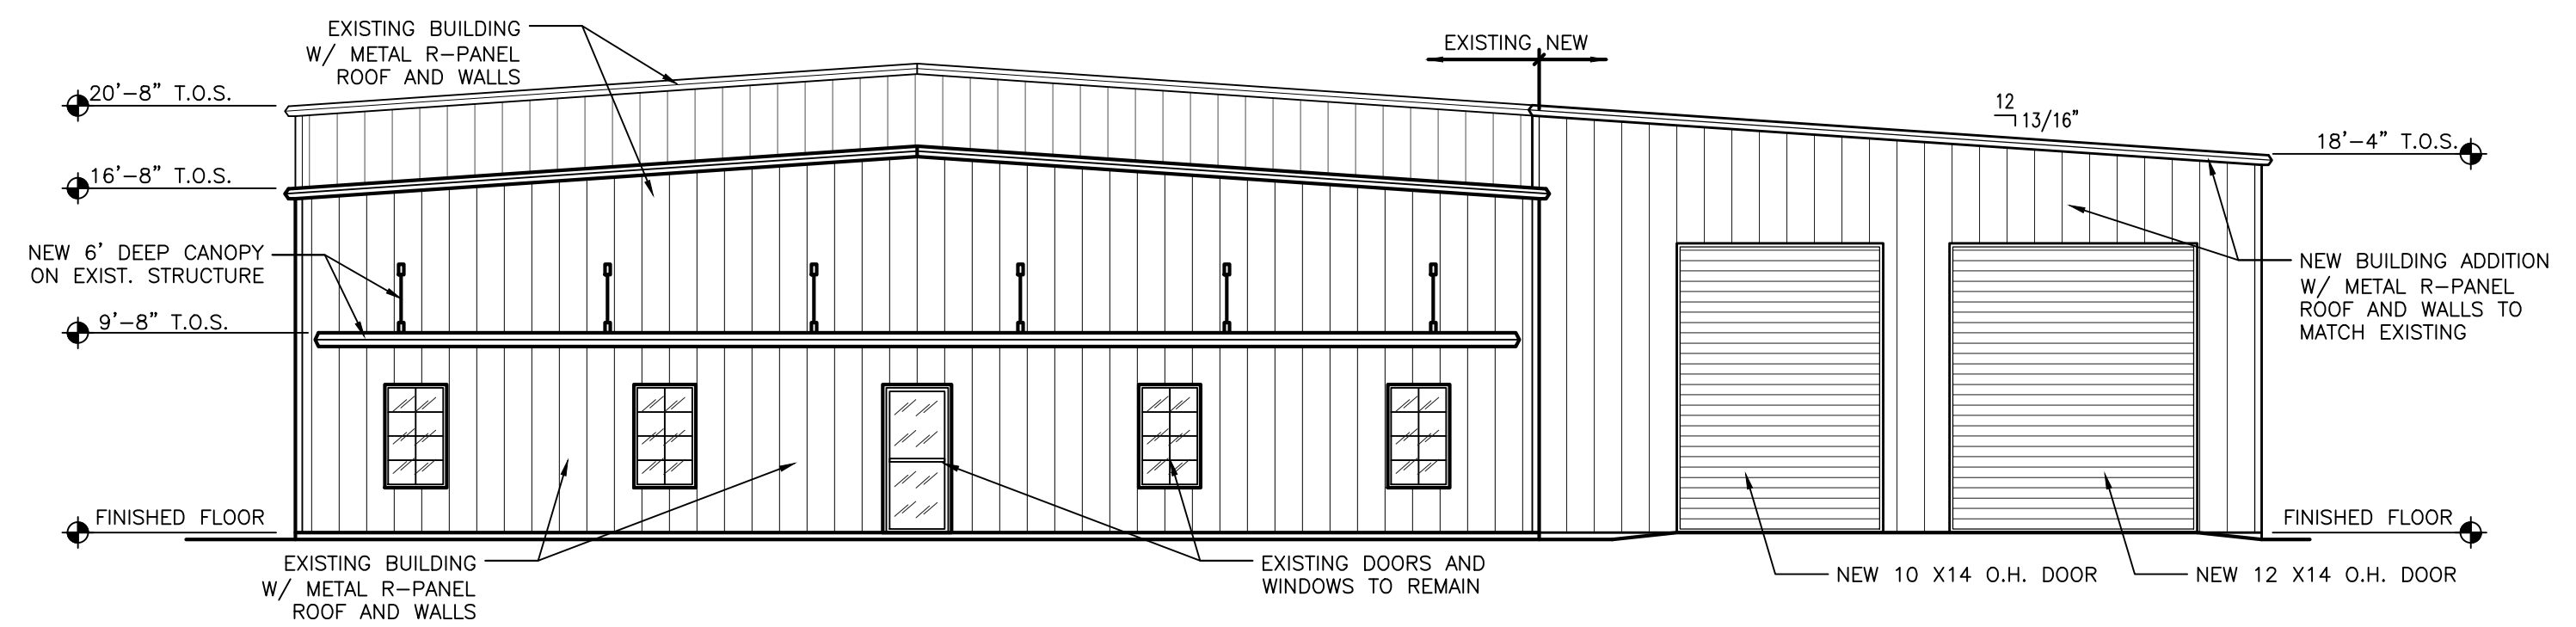 EXISTING BUILDING
W/ METAL R-PANEL
ROOF AND WALLS
EXISTING NEW
20'-8" T.O.S.
12
13/16"
18'-4" T.O.S.
16'-8" T.O.S.
NEW 6' DEEP CANOPY
ON EXIST. STRUCTURE
NEW BUILDING ADDITION
W/ METAL R-PANEL
ROOF AND WALLS TO
MATCH EXISTING
9'-8" T.O.S.
FINISHED FLOOR
FINISHED FLOOR
EXISTING BUILDING
W/ METAL R-PANEL
ROOF AND WALLS
EXISTING DOORS AND
WINDOWS TO REMAIN
NEW 10 X14 O.H. DOOR
NEW 12 X14 O.H. DOOR